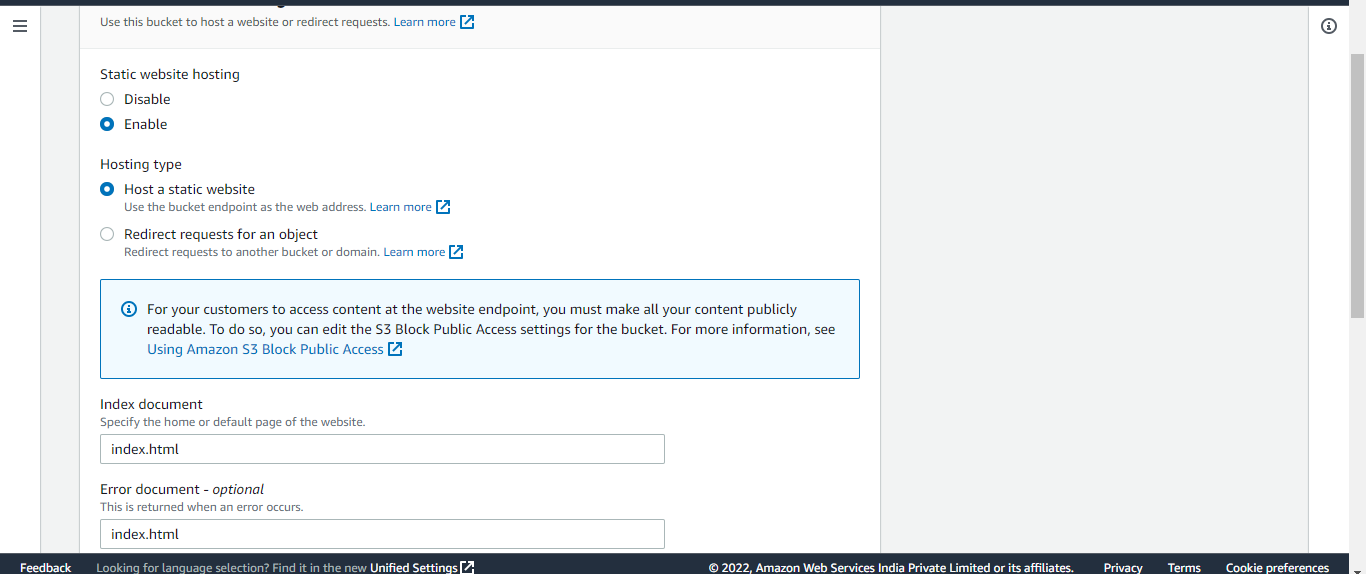 Use this bucket to host a website or redirect requests. Learn more
Static website hosting
Disable
Enable
Hosting type
Host a static website
Use the bucket endpoint as the web address. Learn more
Redirect requests for an object
Redirect requests to another bucket or domain. Learn more
For your customers to access content at the website endpoint, you must make all your content publicly
readable. To do so, you can edit the S3 Block Public Access settings for the bucket. For more information, see
Using Amazon S3 Block Public Access
Index document
Specify the home or default page of the website.
index.html
Error document - optional
This is returned when an error occurs.
index.html
Feedback Looking for language selection? Find it in the new Unified Settings © 2022, Amazon Web Services India Private Limited or its affiliates. Privacy Terms Cookie preferences